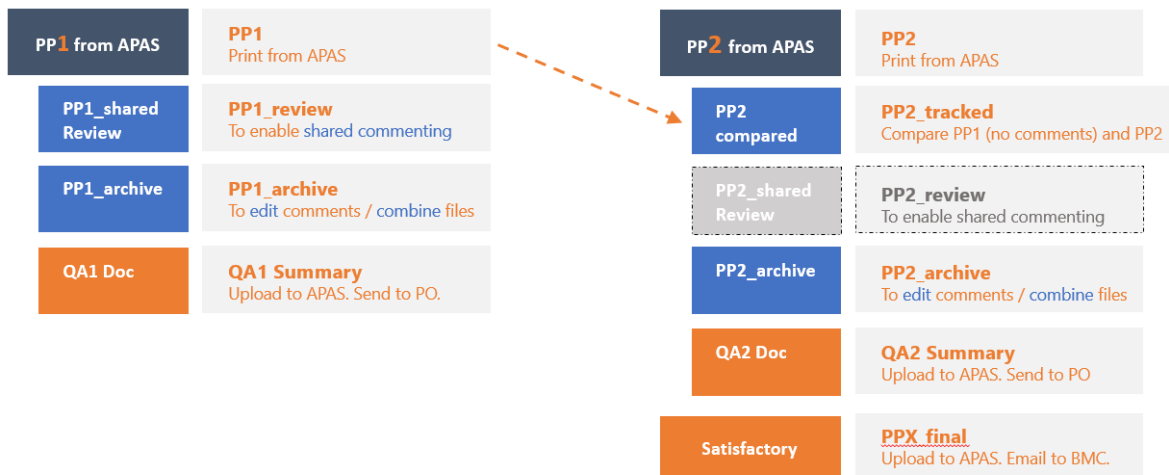 PP1 from APAS
PP1
Print from APAS
PP1_shared
Review
PP1_review
To enable shared commenting
PP1_archive
PP1_archive
To edit comments / combine files
QA1 Doc
QA1 Summary
Upload to APAS. Send to PO.
PP2 from APAS
PP2
Print from APAS
PP2
compared
PP2_tracked
Compare PP1 (no comments) and PP2
PP2_shared
Review
PP2_review
To enable shared commenting
PP2_archive
PP2_archive
To edit comments / combine files
QA2 Doc
QA2 Summary
Upload to APAS. Send to PO
Satisfactory
PPX_final
Upload to APAS. Email to BMC.